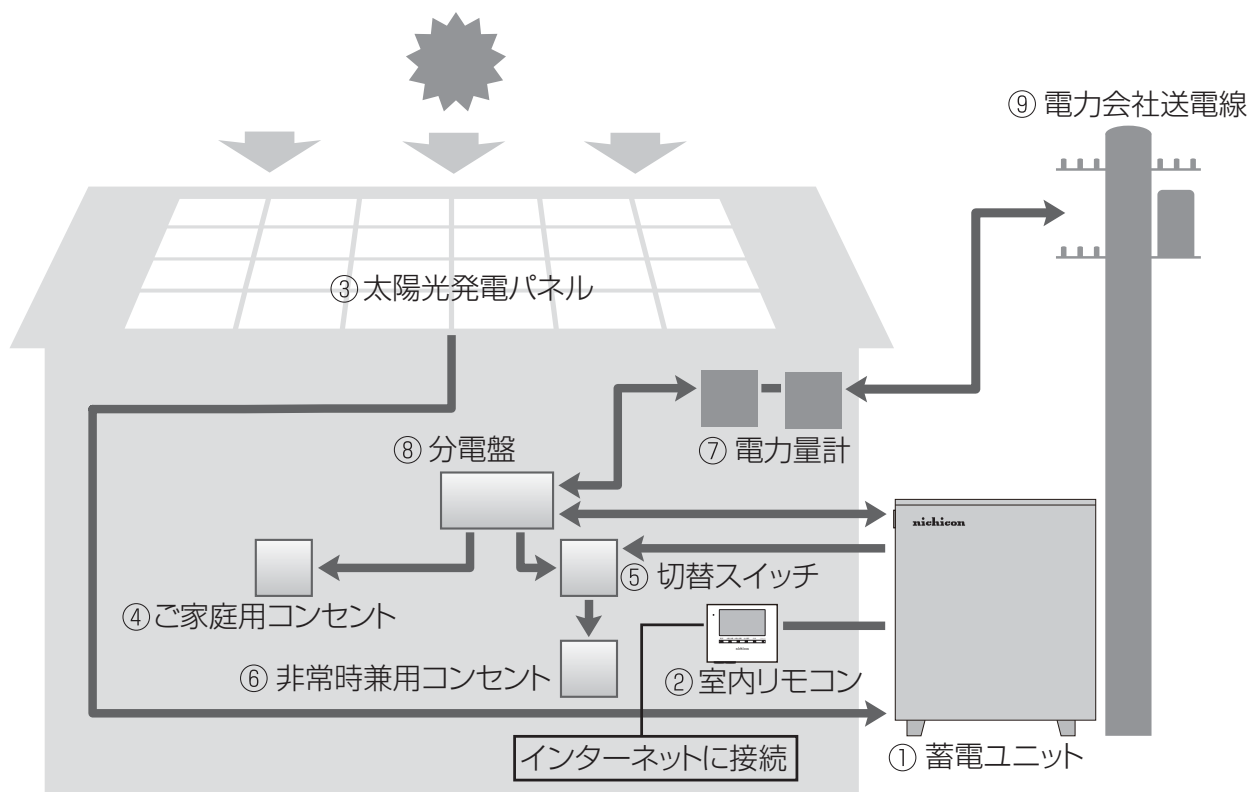 ⑨ 電力会社送電線
③ 太陽光発電パネル
⑧ 分電盤
⑦ 電力量計
nichicon
⑤ 切替スイッチ
④ ご家庭用コンセント
nichicon
⑥ 非常時兼用コンセント
② 室内リモコン
インターネットに接続
① 蓄電ユニット